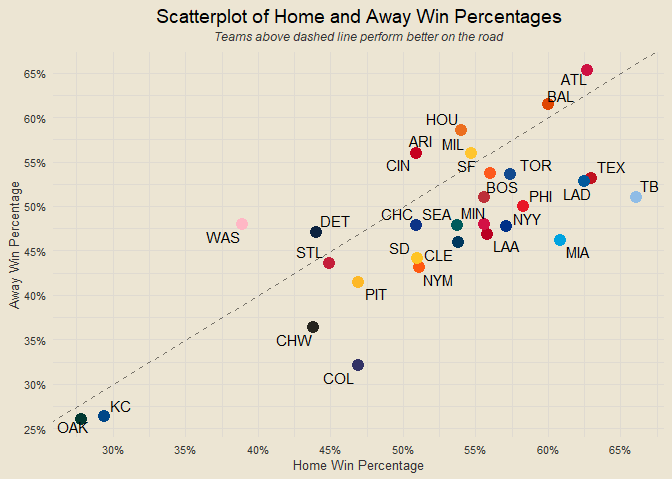 Scatterplot of Home and Away Win Percentages
Teams above dashed line perform better on the road
65%
60%
55%
50%
45%
40%
35%
30%
25%
Away Win Percentage
ATL
BAL
HOU
ARI
MIL
CIN
SF
TOR
TEX
BOS
LAD
TB
PHI
CHC
SEA
MIN
NYY
DET
WAS
STL
SD
CLE
LAA
MIA
NYM
PIT
CHW
COL
KC
OAK
30%
35%
40%
45%
50%
55%
60%
65%
Home Win Percentage